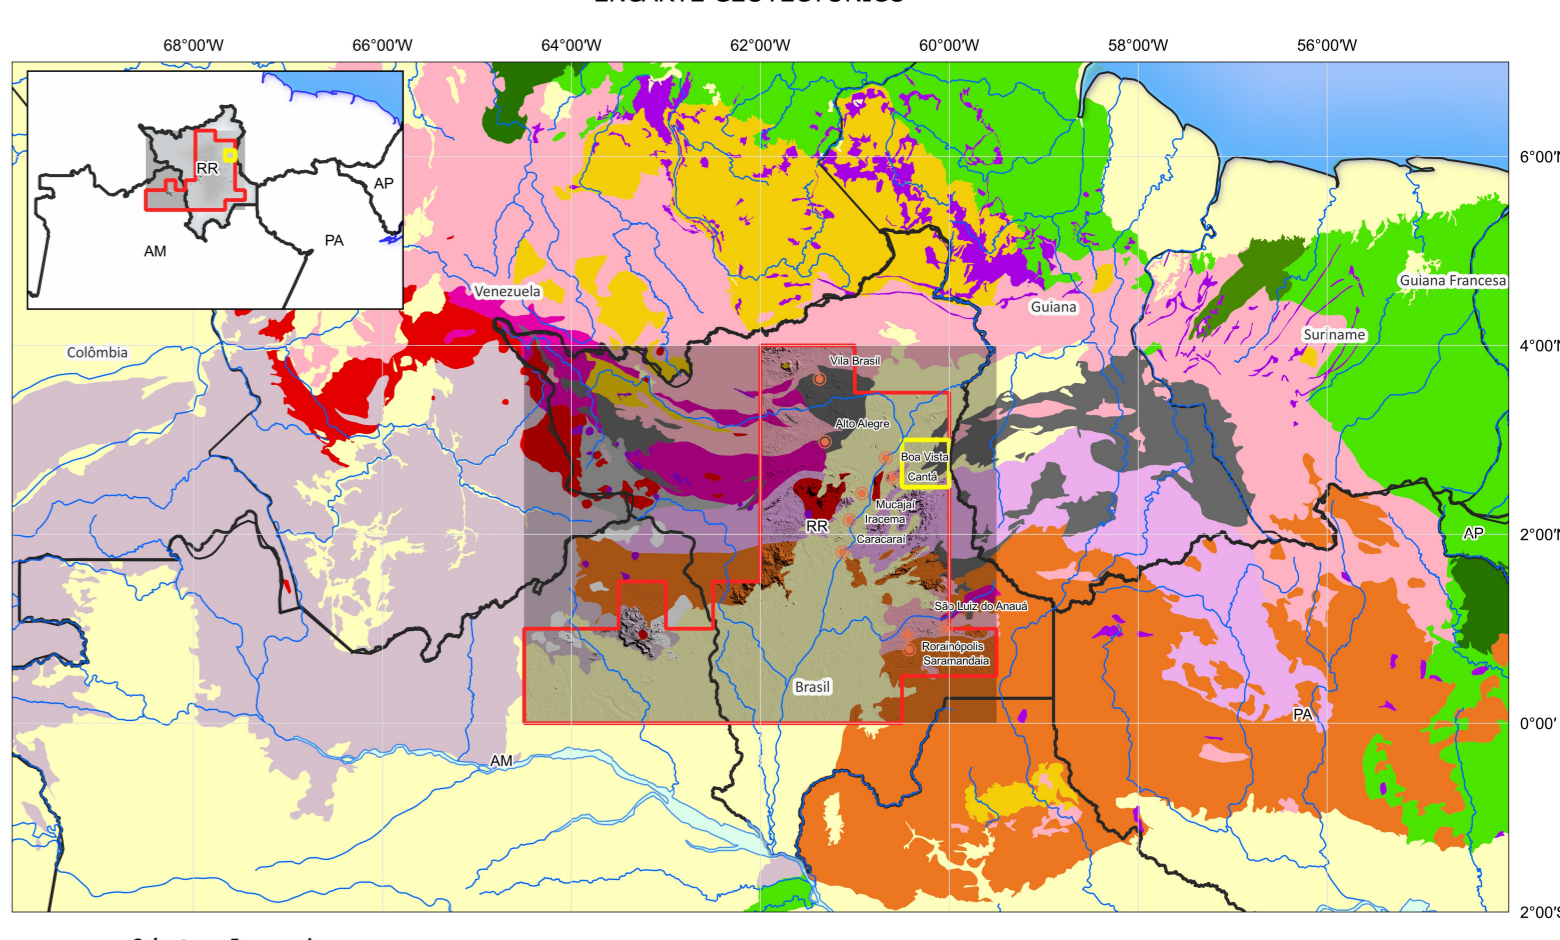 ENCARTE GEOTECTÔNICO
68°00'W 66°00'W 64°00'W 62°00'W 60°00'W 58°00'W 56°00'W
6°00'N
4°00'N
2°00'N
0°00'
2°00'S
RR
AP
AM
PA
Venezuela
Guiana
Guiana Francesa
Suriname
Colômbia
Vila Brasil
Alto Alegre
Boa Vista
Cantá
Mucajaí
RR
Iracema
Caracaraí
AP
São Luiz do Anauá
Rorainópolis
Saramandaia
Brasil
PA
AM